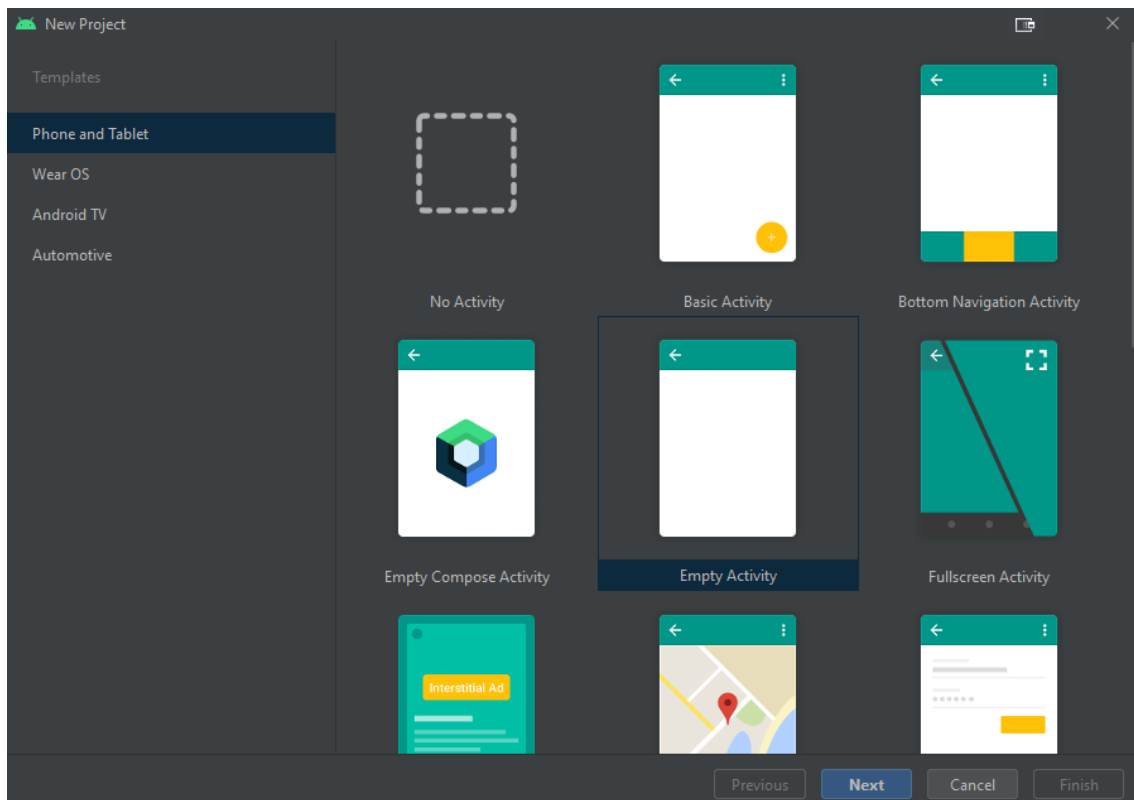 New Project
Templates
Phone and Tablet
Wear OS
Android TV
Automotive
No Activity
Basic Activity
Bottom Navigation Activity
Empty Compose Activity
Empty Activity
Fullscreen Activity
Interstitial Ad
Previous
Next
Cancel
Finish